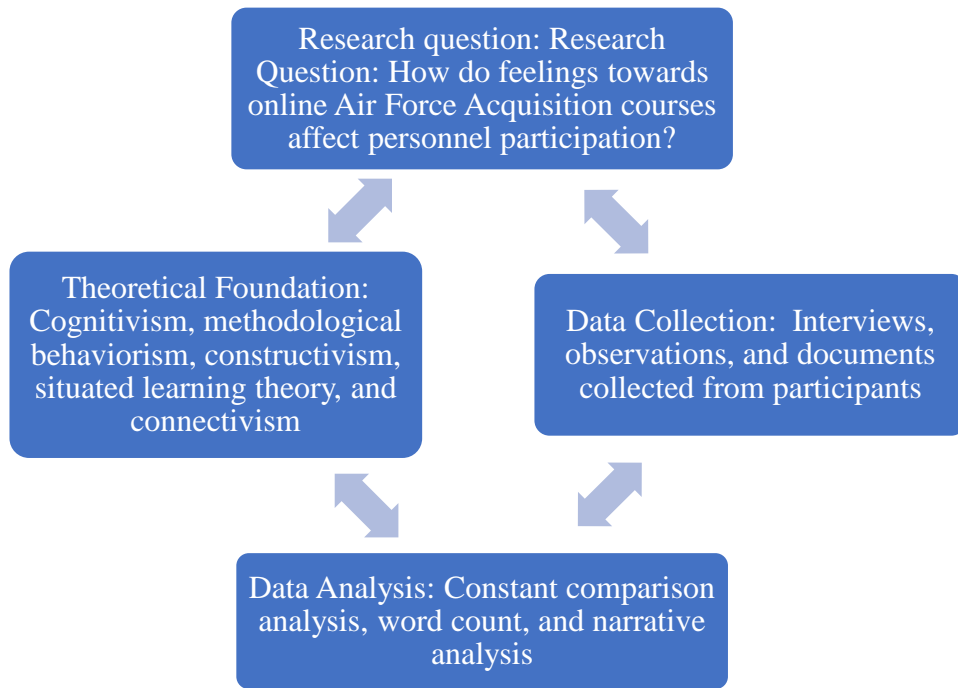 Research question: Research
Question: How do feelings towards
online Air Force Acquisition courses
affect personnel participation?
Theoretical Foundation:
Cognitivism, methodological
behaviorism, constructivism,
situated learning theory, and
connectivism
Data Collection:  Interviews,
observations, and documents
collected from participants
Data Analysis: Constant comparison
analysis, word count, and narrative
analysis